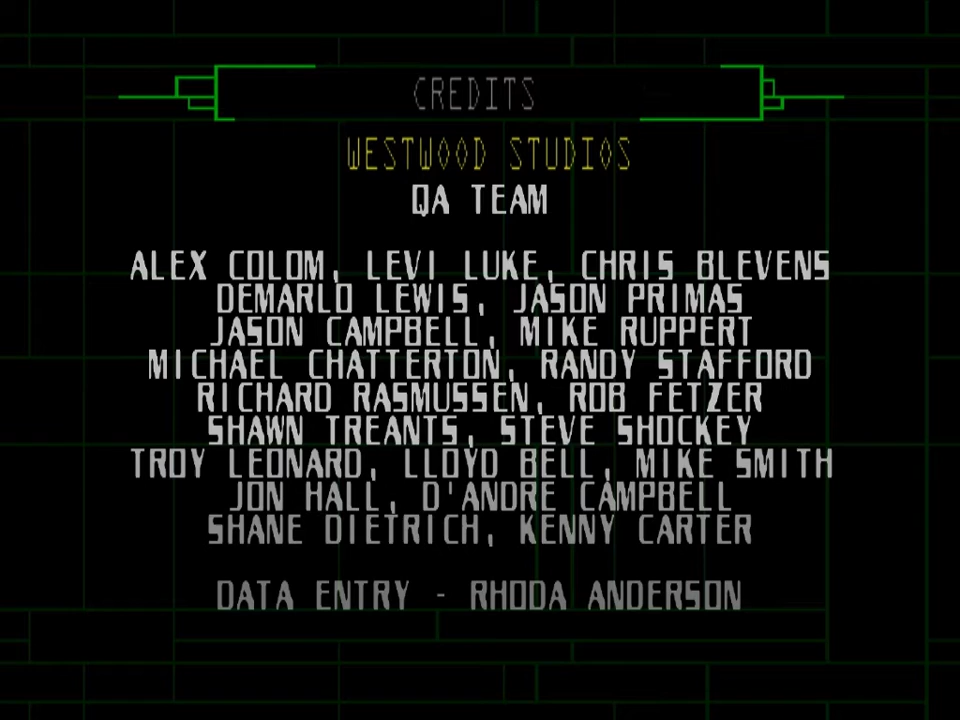 CREDITS
WESTWOOD STUDIOS
QA TEAM
ALEX COLOM, LEVI LUKE, CHRIS BLEVENS
DEMARLO LEWIS, JASON PRIMAS
JASON CAMPBELL, MIKE RUPPERT
MICHAEL CHATTERTON, RANDY STAFFORD
RICHARD RASMUSSEN, ROB FETZER
SHAWN TREANTS, STEVE SHOCKEY
TROY LEONARD, LLOYD BELL, MIKE SMITH
JON HALL, D'ANDRE CAMPBELL
SHANE DIETRICH, KENNY CARTER
DATA ENTRY - RHODA ANDERSON